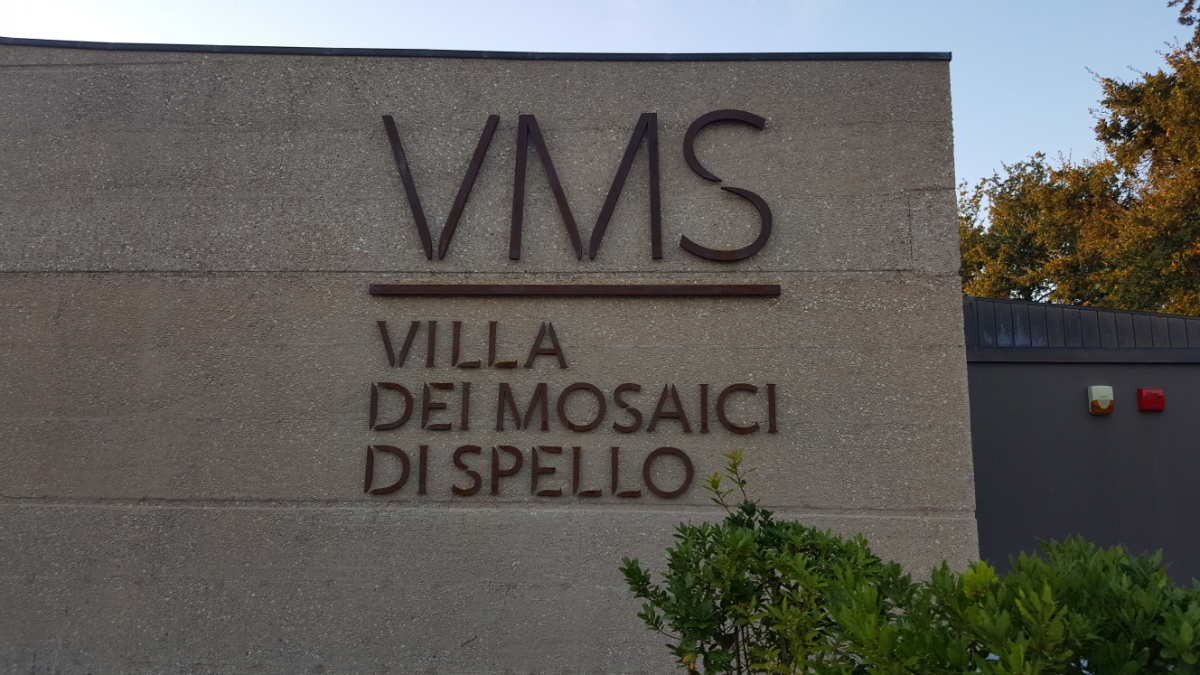 VMS
VILLA
DEI MOSAICI
DI SPELLO